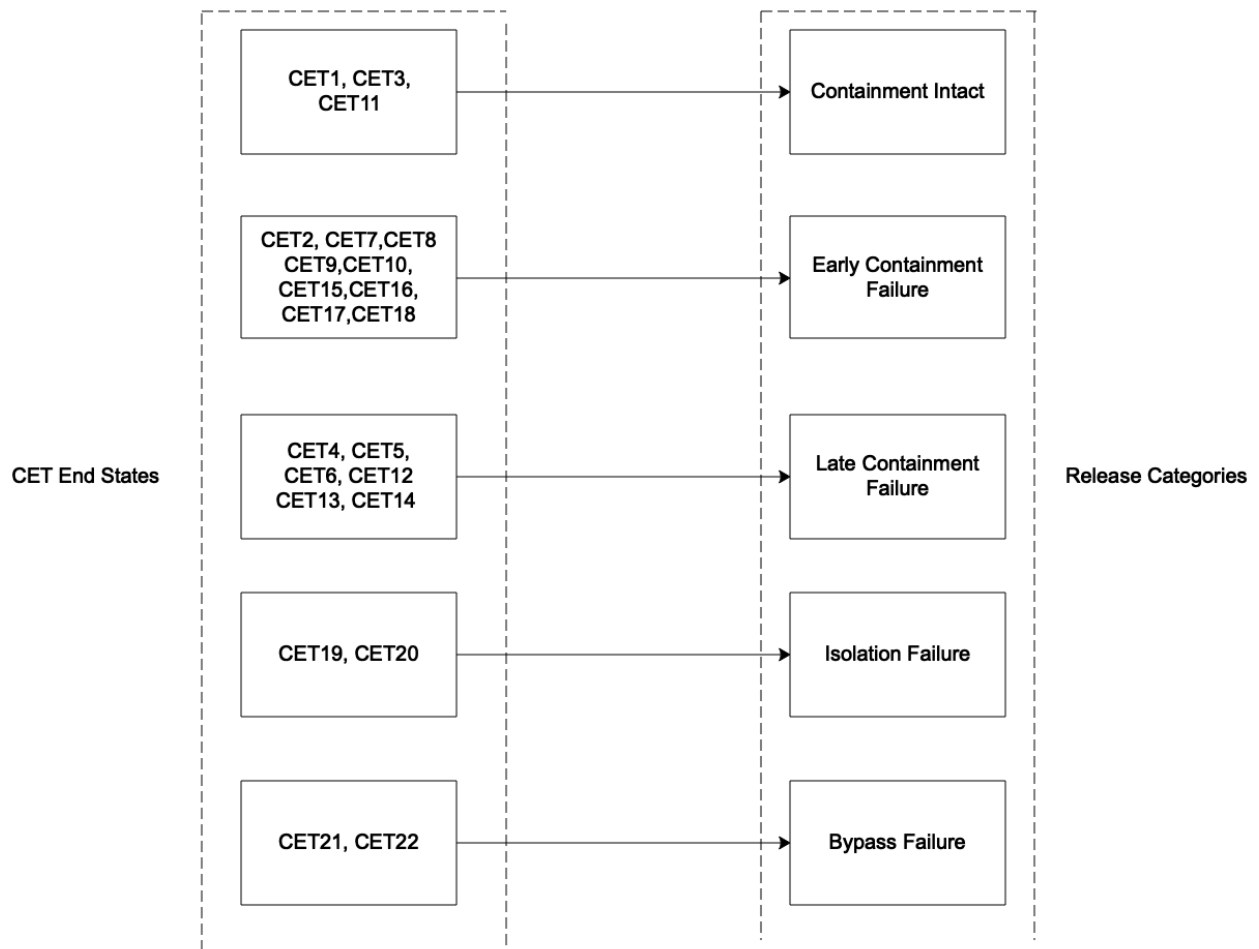 CET1, CET3,
CET11
Containment Intact
CET2, CET7,CET8
CET9,CET10,
CET15,CET16,
CET17,CET18
Early Containment
Failure
CET End States
CET4, CET5,
CET6, CET12
CET13, CET14
Late Containment
Failure
Release Categories
CET19, CET20
Isolation Failure
CET21, CET22
Bypass Failure